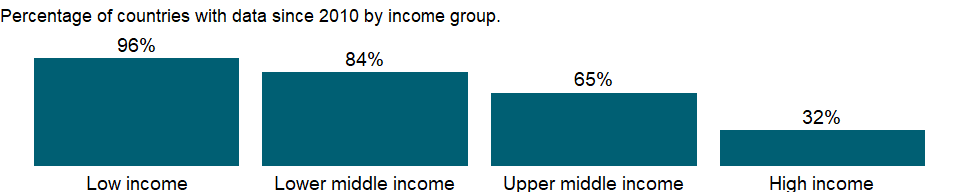 Percentage of countries with data since 2010 by income group.
96%
84%
65%
32%
Low income
Lower middle income
Upper middle income
High income